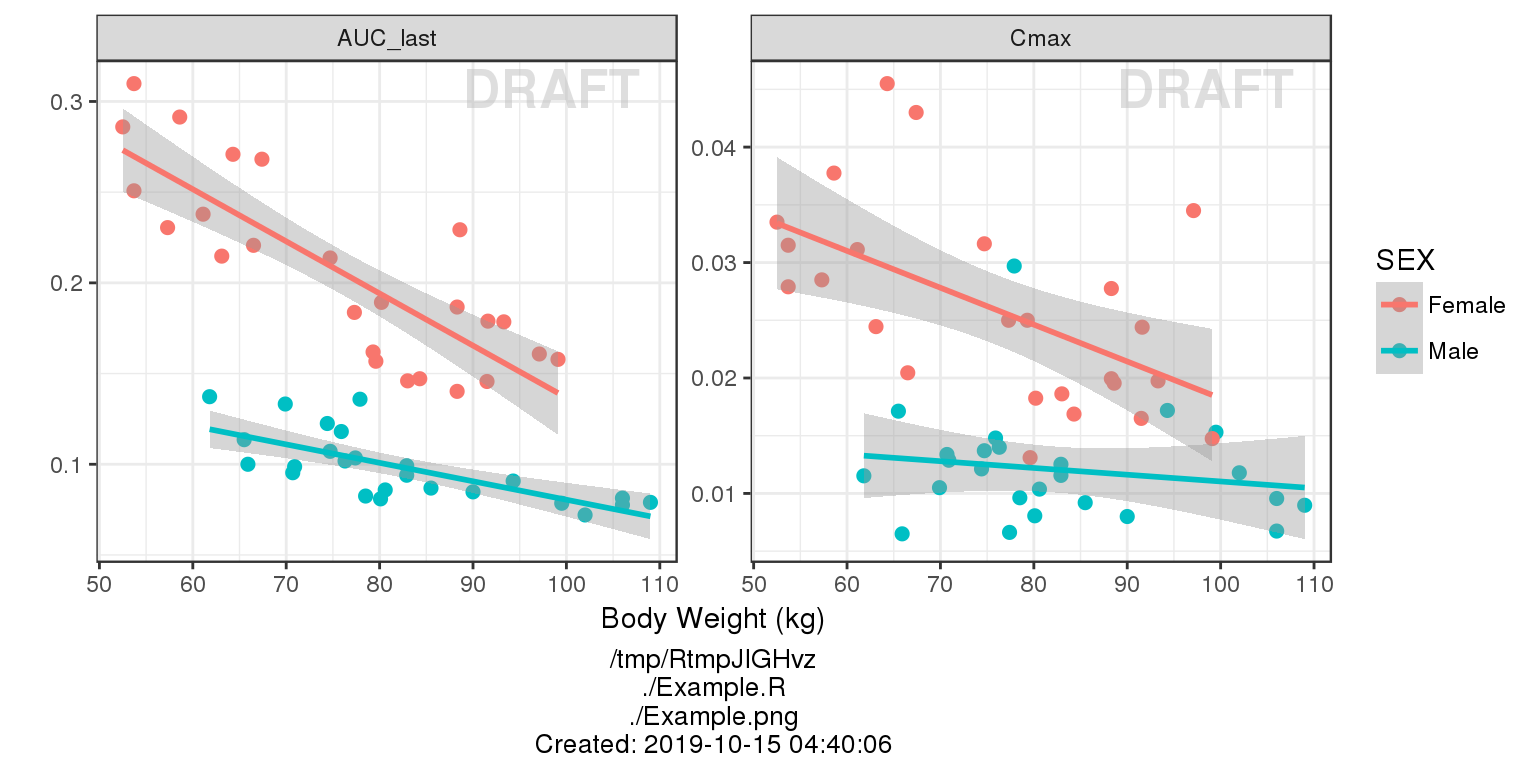 AUC_last
Cmax
DRAFT
DRAFT
0.3
0.2
0.1
0.04
0.03
0.02
0.01
50 60 70 80 90 100 110
50 60 70 80 90 100 110
Body Weight (kg)
SEX
Female
Male
/tmp/RtmpJlGHvz
./Example.R
./Example.png
Created: 2019-10-15 04:40:06